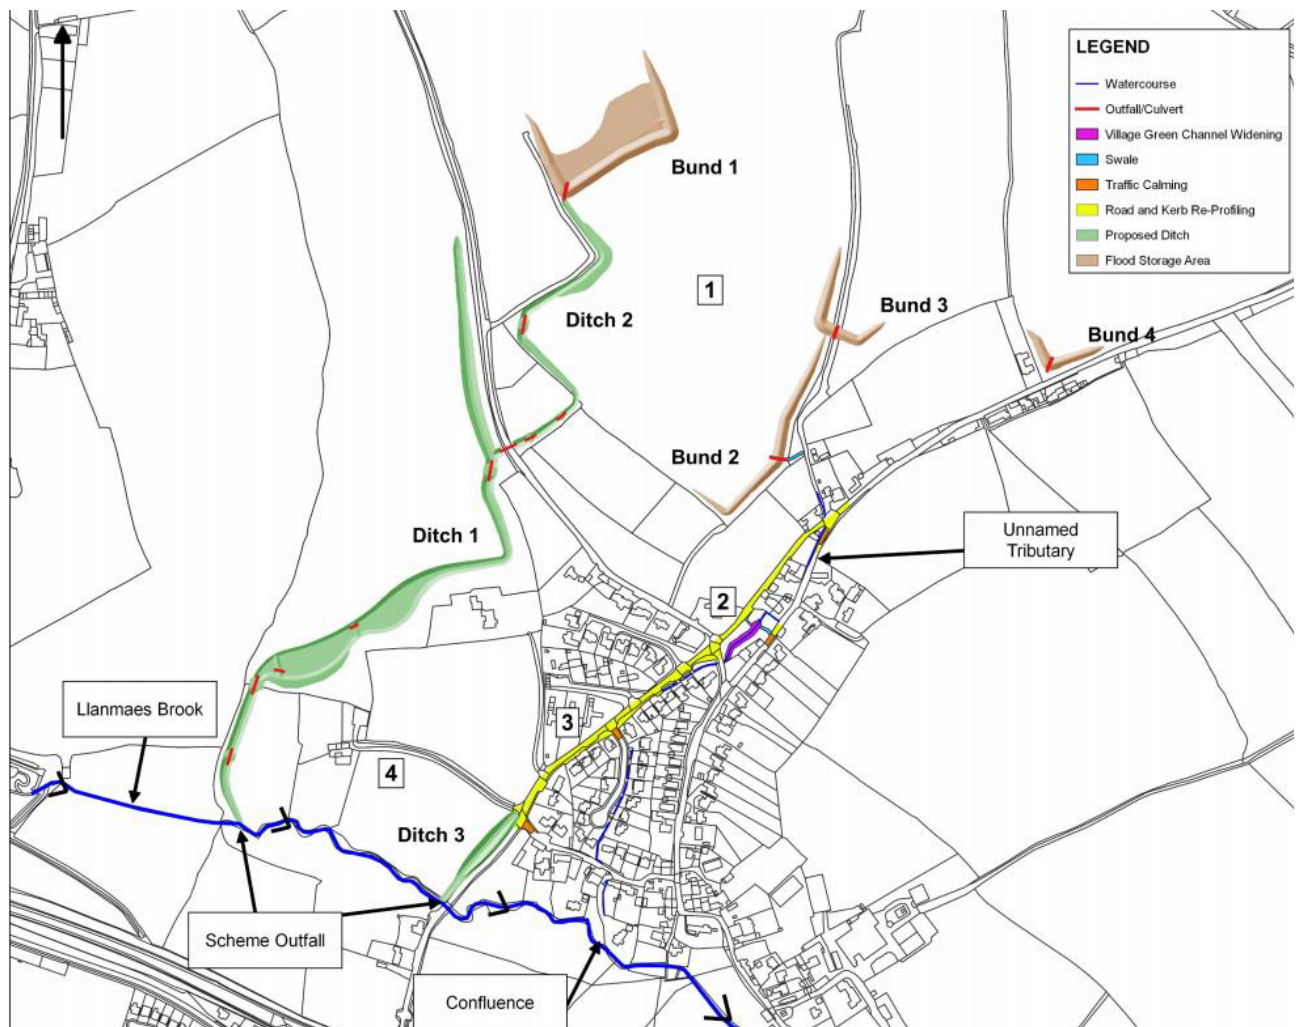 LEGEND
Watercourse
Outfall/Culvert
Village Green Channel Widening
Swale
Traffic Calming
Road and Kerb Re-Profiling
Proposed Ditch
Flood Storage Area
Bund 1
1
Bund 3
Ditch 2
Bund 4
Bund 2
Ditch 1
Unnamed
Tributary
2
Llanmaes Brook
3
4
Ditch 3
Scheme Outfall
Confluence